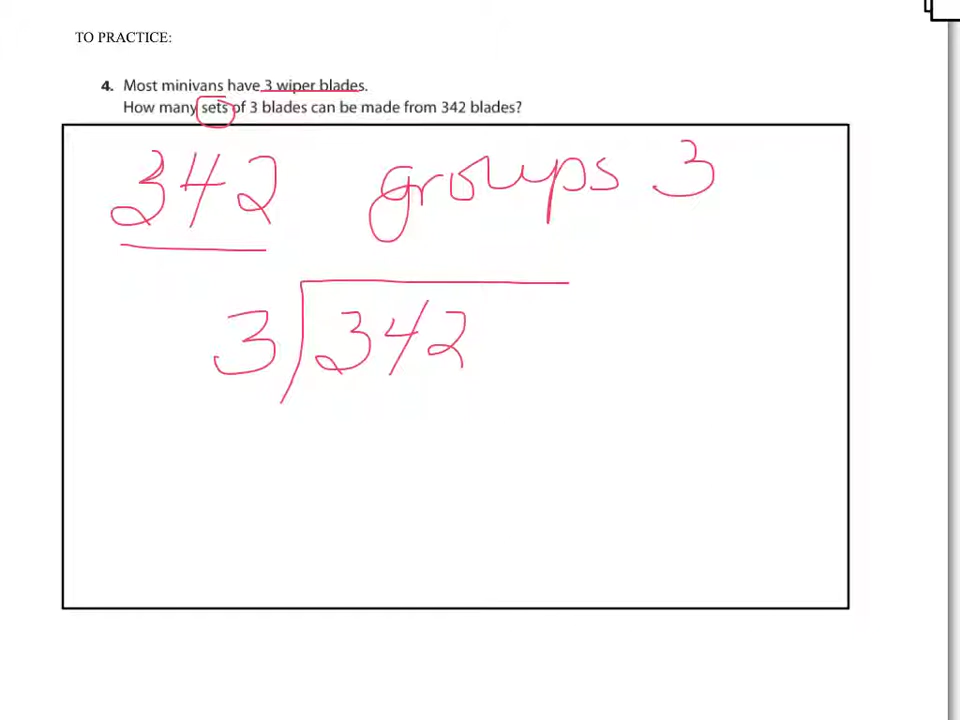 TO PRACTICE:
4. Most minivans have 3 wiper blades.
How many sets of 3 blades can be made from 342 blades?
342 groups 3
3)342